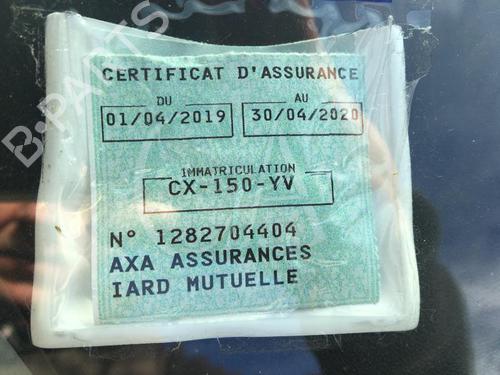 CERTIFICAT D'ASSURANCE
DU AU
01/04/2019 30/04/2020
IMMATRICULATION
CX-150-YV
N° 1282704404
AXA ASSURANCES
IARD MUTUELLE
B-PARTS